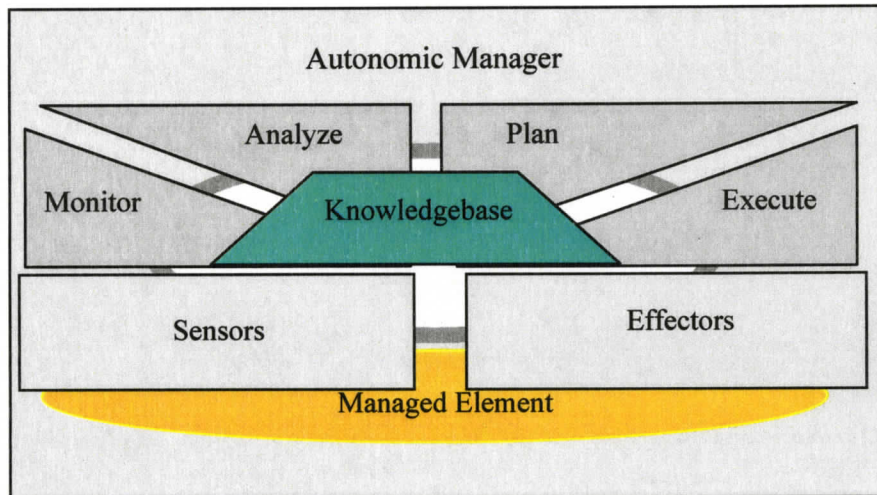 Autonomic Manager
Analyze
Plan
Monitor
Knowledgebase
Execute
Sensors
Effectors
Managed Element